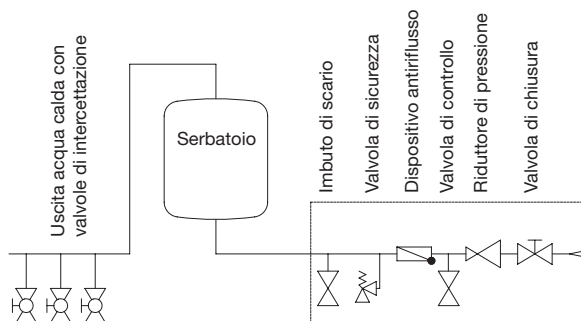 Uscita acqua calda con
valvole di intercettazione
Serbatoio
Imbuto di scario
Valvola di sicurezza
Dispositivo antiriflusso
Valvola di controllo
Riduttore di pressione
Valvola di chiusura